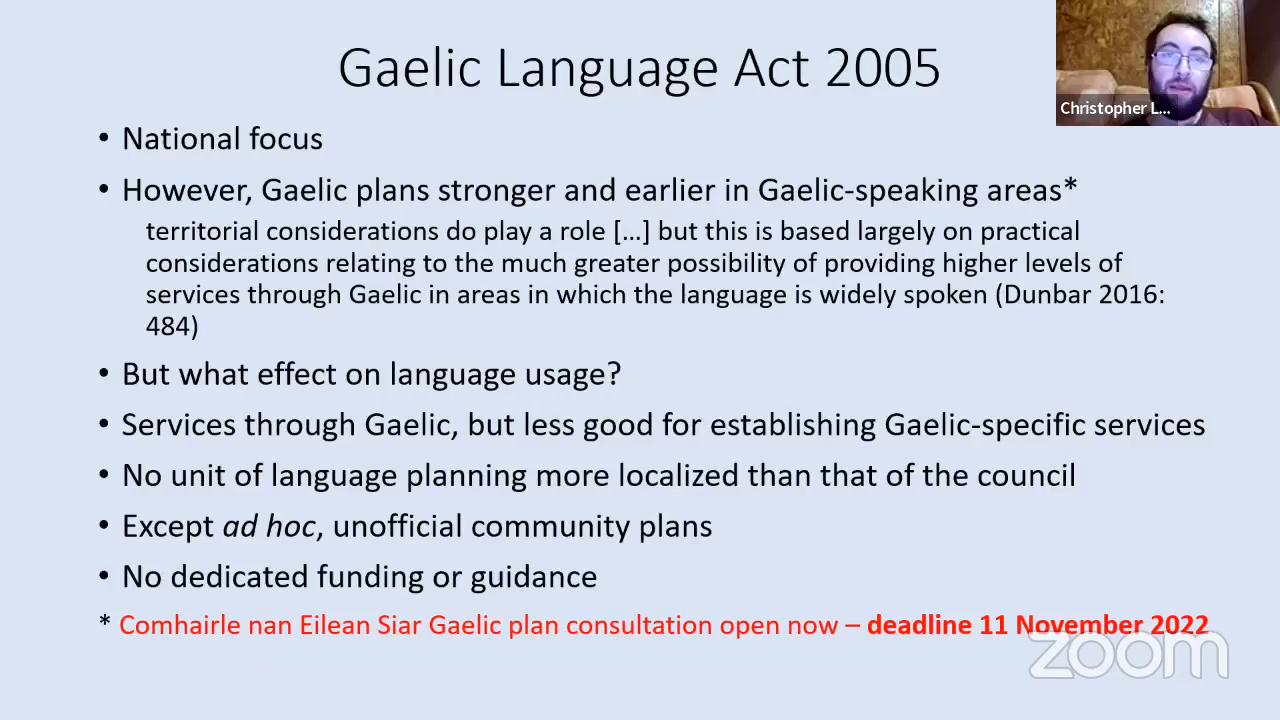 Gaelic Language Act 2005
Christopher L...
• National focus
• However, Gaelic plans stronger and earlier in Gaelic-speaking areas*
territorial considerations do play a role […] but this is based largely on practical
considerations relating to the much greater possibility of providing higher levels of
services through Gaelic in areas in which the language is widely spoken (Dunbar 2016:
484)
• But what effect on language usage?
• Services through Gaelic, but less good for establishing Gaelic-specific services
• No unit of language planning more localized than that of the council
• Except ad hoc, unofficial community plans
• No dedicated funding or guidance
* Comhairle nan Eilean Siar Gaelic plan consultation open now – deadline 11 November 2022
zoom